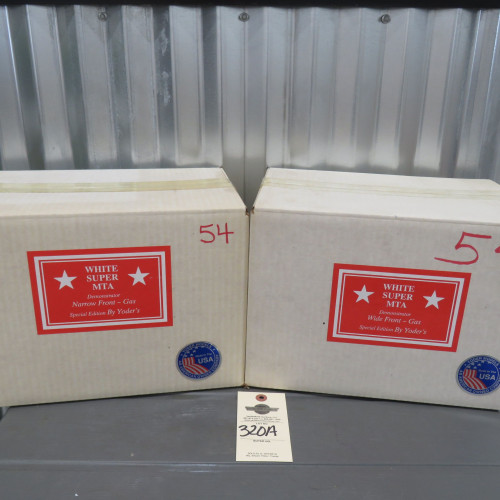 54
WHITE
SUPER
MTA
Demonstrator
Narrow Front – Gas
Special Edition By Yoder's
USA
5
WHITE
SUPER
MTA
Demonstrator
Wide Front – Gas
Special Edition By Yoder's
USA
320A